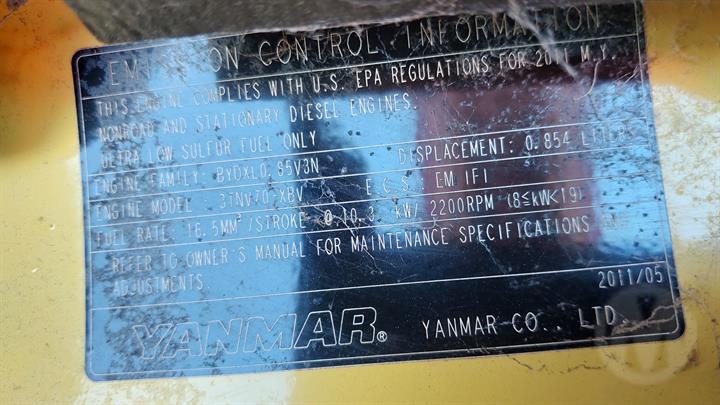 EMISSION CONTROL INFORMATION
THIS ENGINE COMPLIES WITH U.S. EPA REGULATIONS FOR 2011 M.Y.
NONROAD AND STATIONARY DIESEL ENGINES.
ULTRA LOW SULFUR FUEL ONLY
ENGINE FAMILY: BYDXL0.85V3N DISPLACEMENT: 0.854 LITERS
ENGINE MODEL: 3TNV70-XBV E.C.S.: EM IFI
FUEL RATE: 16.5MM³/STROKE @ 10.3 kW/ 2200RPM (8≦kW<19)
REFER TO OWNER'S MANUAL FOR MAINTENANCE SPECIFICATIONS AND
ADJUSTMENTS.
2011/05
YANMAR® YANMAR CO., LTD.